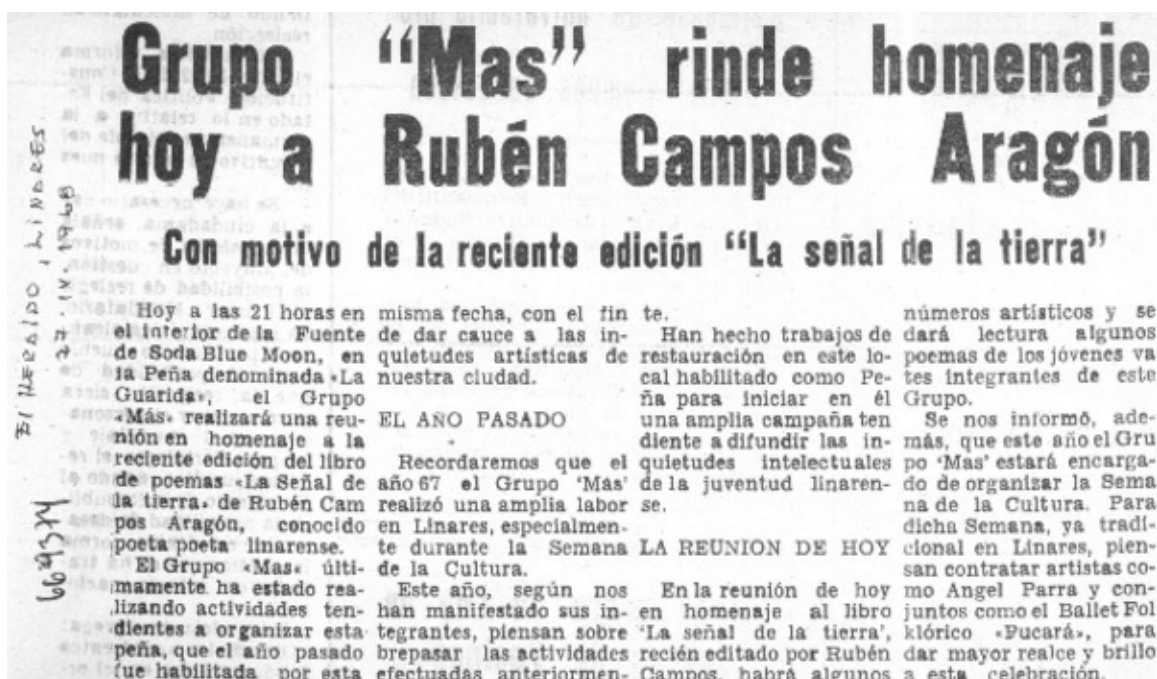 Grupo “Mas” rinde homenaje
hoy a Rubén Campos Aragón
Con motivo de la reciente edición “La señal de la tierra”
Hoy a las 21 horas en
el interior de la Fuente
de Soda Blue Moon, en
la Peña denominada «La
Guarida», el Grupo
«Más» realizará una reu-
nión en homenaje a la
reciente edición del libro
de poemas «La Señal de
la tierra» de Rubén Cam
pos Aragón, conocido
poeta poeta linarense.
El Grupo «Mas» últi-
mamente ha estado rea-
lizando actividades ten-
dientes a organizar esta
peña, que el año pasado
fue habilitada por esta
misma fecha, con el fin
de dar cauce a las in-
quietudes artísticas de
nuestra ciudad.
EL AÑO PASADO
Recordaremos que el
año 67 el Grupo ‘Mas’
realizó una amplia labor
en Linares, especialmen-
te durante la Semana
de la Cultura.
Este año, según nos
han manifestado sus in-
tegrantes, piensan sobre
brepasar las actividades
efectuadas anteriormen-
te.
Han hecho trabajos de
restauración en este lo-
cal habilitado como Pe-
ña para iniciar en él
una amplia campaña ten
diente a difundir las in-
quietudes intelectuales
de la juventud linaren-
se.
LA REUNION DE HOY
En la reunión de hoy
en homenaje al libro
‘La señal de la tierra’,
recién editado por Rubén
Campos, habrá algunos
números artísticos y se
dará lectura algunos
poemas de los jóvenes va
tes integrantes de este
Grupo.
Se nos informó, ade-
más, que este año el Gru
po ‘Mas’ estará encarga-
do de organizar la Sema
na de la Cultura. Para
dicha Semana, ya tradi-
cional en Linares, pien-
san contratar artistas co-
mo Angel Parra y con-
juntos como el Ballet Fol
klórico «Pucará», para
dar mayor realce y brillo
a esta celebración.
El HERALDO, LINARES
27. IX. 1968
669374